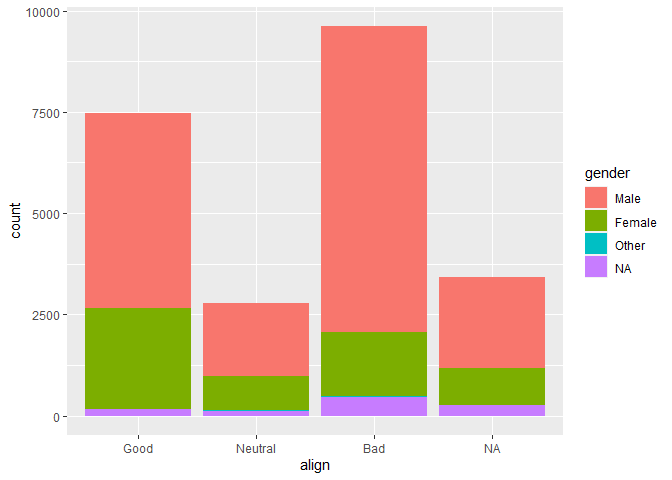 10000
7500
5000
2500
0
count
Good Neutral Bad NA
align
gender
Male
Female
Other
NA